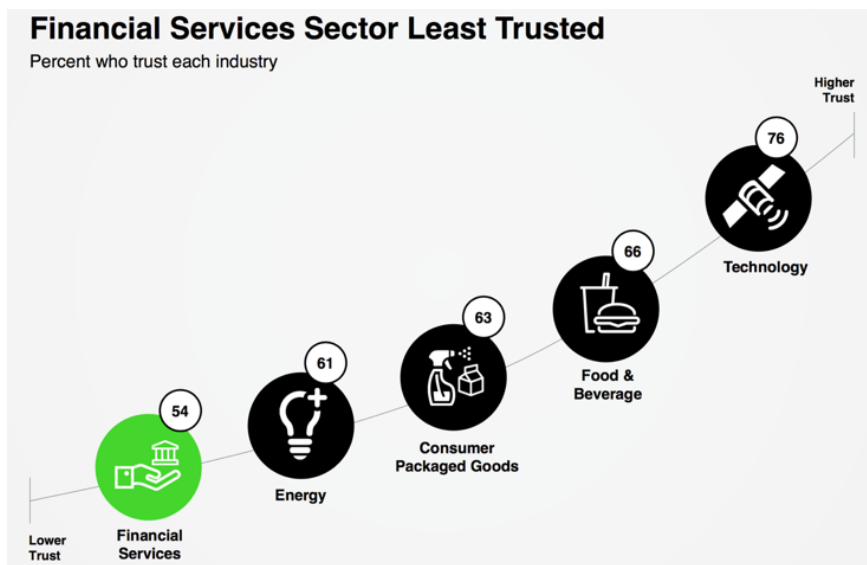 Financial Services Sector Least Trusted
Percent who trust each industry
Higher
Trust
76
Technology
66
Food &
Beverage
63
Consumer
Packaged Goods
61
Energy
54
Financial
Services
Lower
Trust